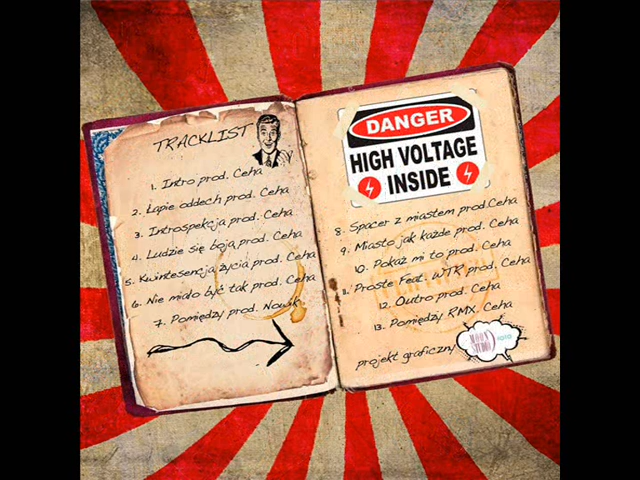 TRACKLIST
1. Intro prod. Ceha
2. Łapie oddech prod. Ceha
3. Introspekcja prod. Ceha
4. Ludzie się boją prod. Ceha
5. Kwintesencja życia prod. Ceha
6. Nie miało być tak prod. Ceha
7. Pomiędzy prod. Nowik
DANGER
HIGH VOLTAGE
INSIDE
8. Spacer z miastem prod. Ceha
9. Miasto jak każde prod. Ceha
10. Pokaż mi to prod. Ceha
11. Proste Feat. WTK prod. Ceha
12. Outro prod. Ceha
13. Pomiędzy RMX. Ceha
projekt graficzny
MOON
STUDIO